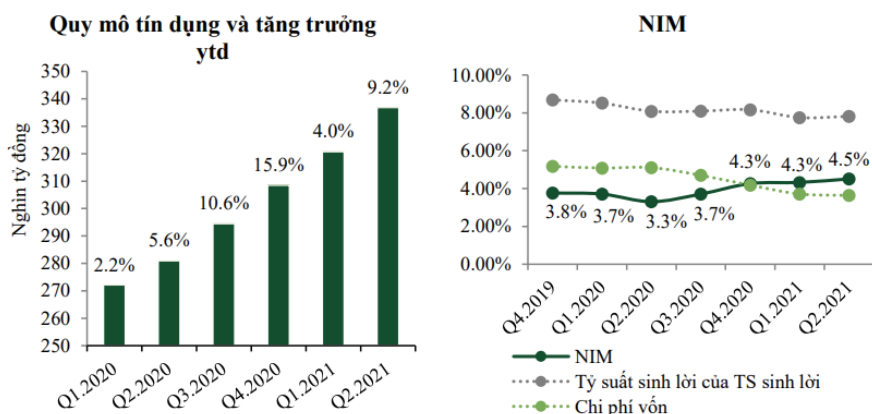 Quy mô tín dụng và tăng trưởng
ytd
Nghìn tỷ đồng
350
340
330
320
310
300
290
280
270
260
250
2.2%
5.6%
10.6%
15.9%
4.0%
9.2%
Q1.2020
Q2.2020
Q3.2020
Q4.2020
Q1.2021
Q2.2021
NIM
10.00%
8.00%
6.00%
4.00%
2.00%
0.00%
3.8%
3.7%
3.3%
3.7%
4.3%
4.3%
4.5%
Q4.2019
Q1.2020
Q2.2020
Q3.2020
Q4.2020
Q1.2021
Q2.2021
NIM
Tỷ suất sinh lời của TS sinh lời
Chi phí vốn